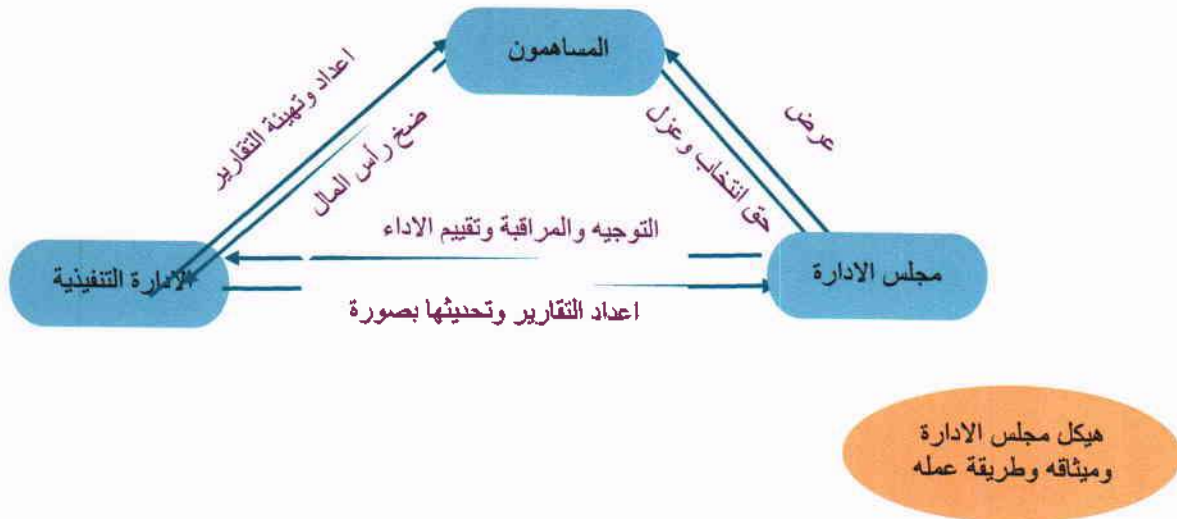 المساهمون
اعداد وتهيئة التقارير
ضخ رأس المال
عرض
حق انتخاب وعزل
التوجيه والمراقبة وتقييم الاداء
مجلس الادارة
الادارة التنفيذية
اعداد التقارير وتحديثها بصورة
هيكل مجلس الادارة
وميثاقه وطريقة عمله